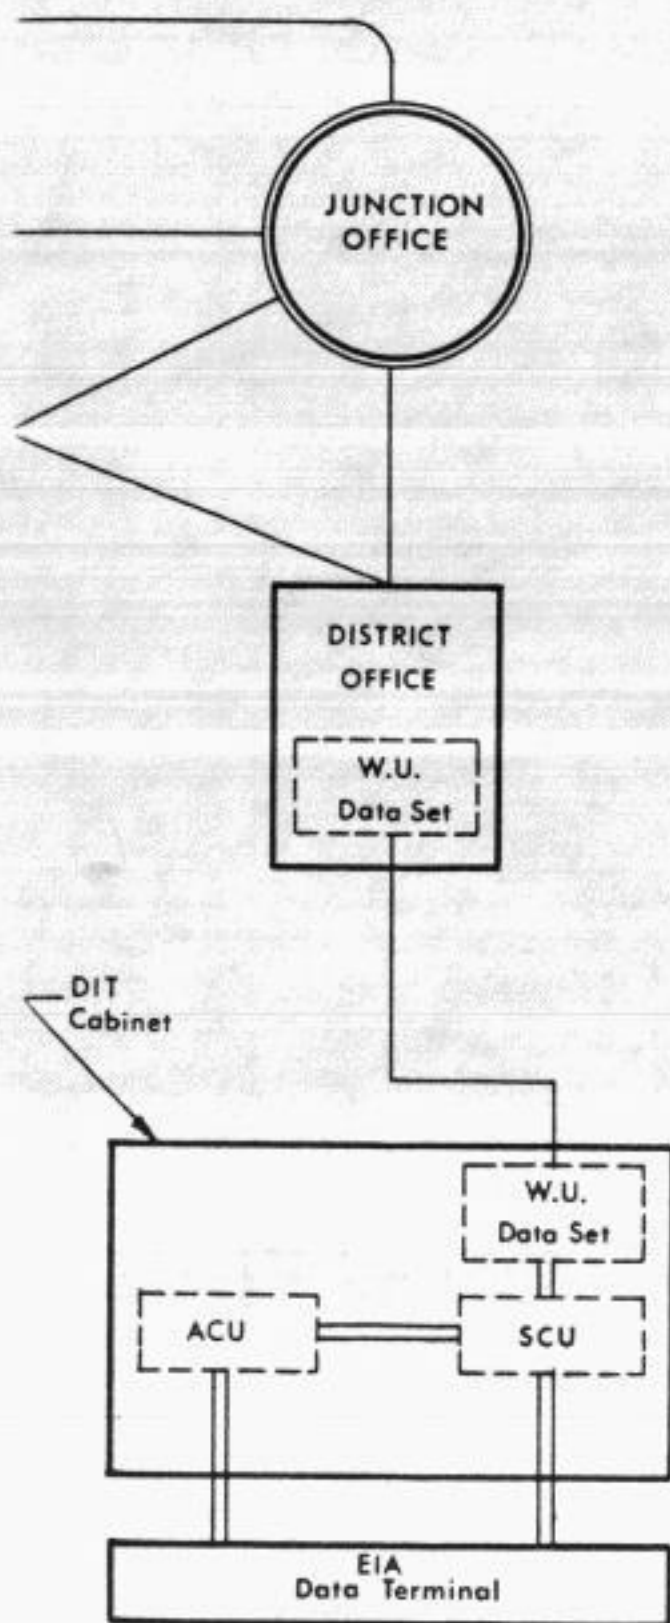 JUNCTION
OFFICE
DISTRICT
OFFICE
W.U.
Data Set
DIT
Cabinet
W.U.
Data Set
ACU
SCU
EIA
Data Terminal